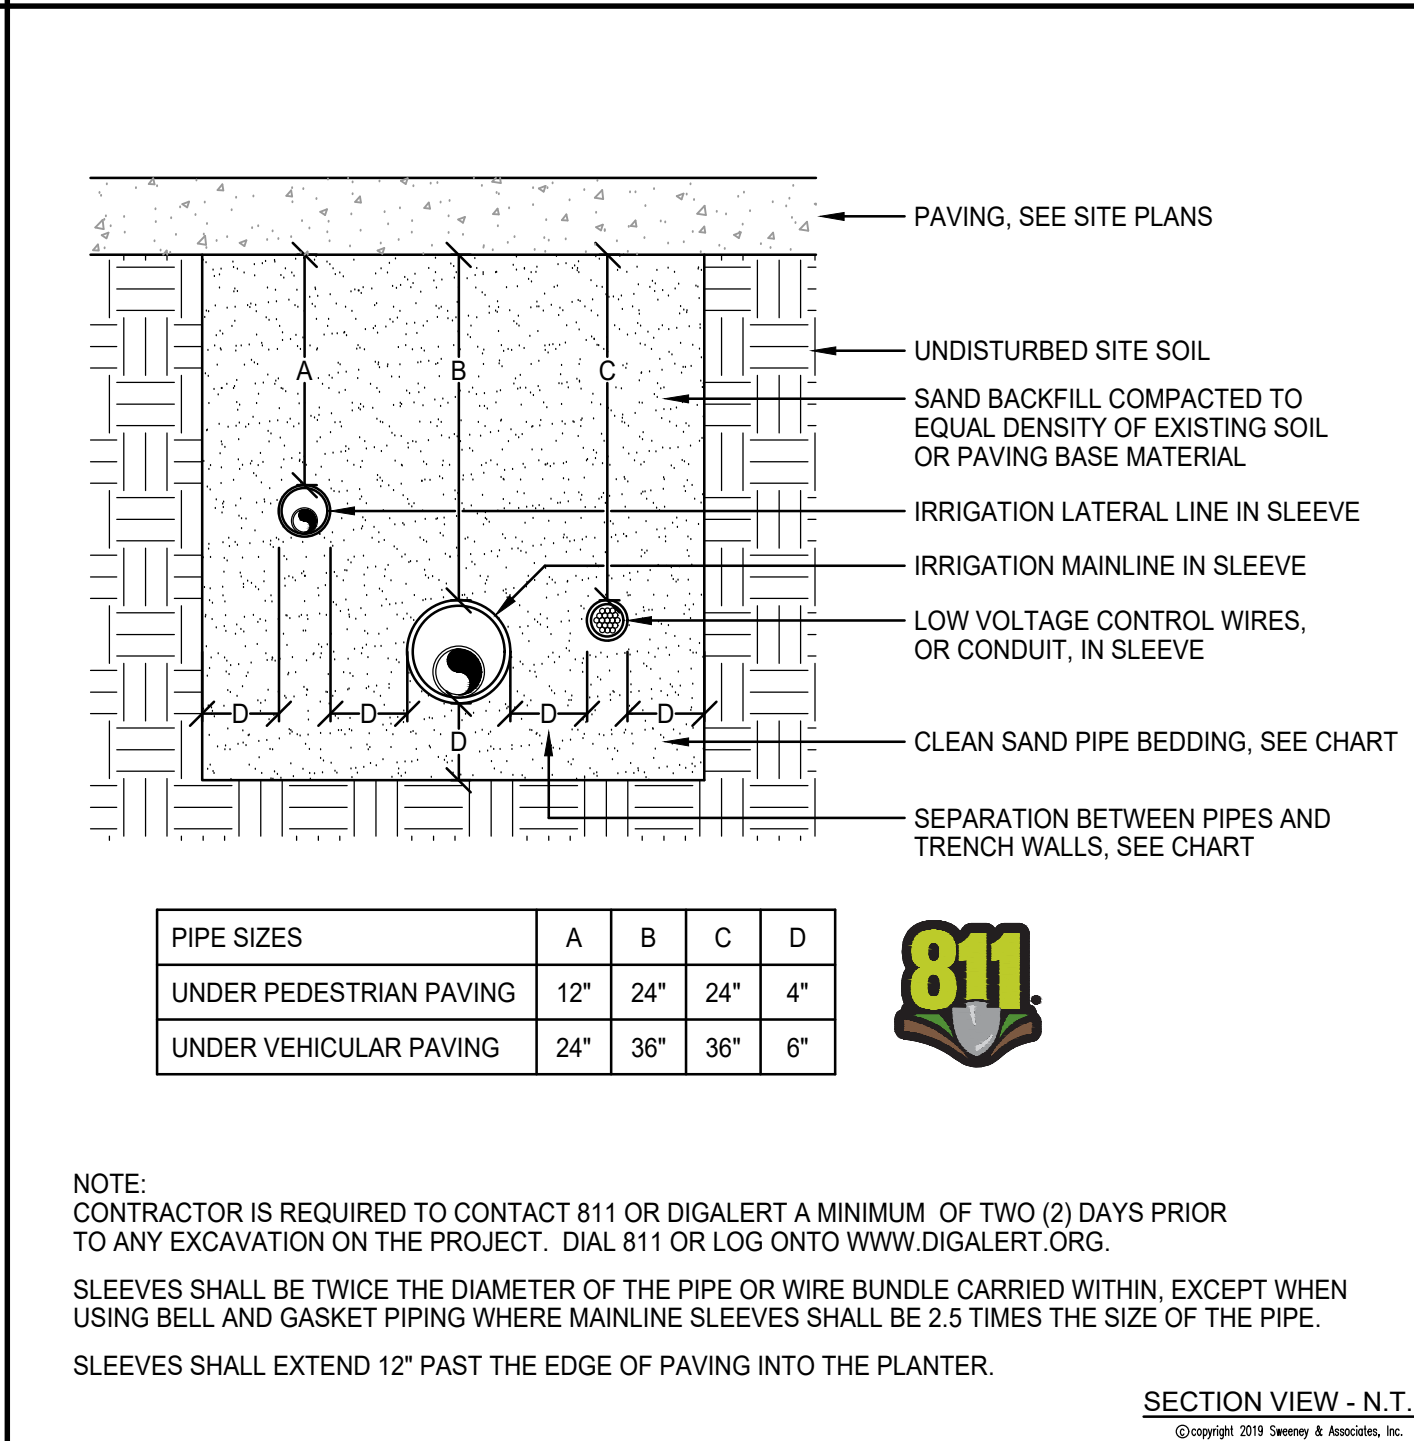 PAVING, SEE SITE PLANS
UNDISTURBED SITE SOIL
SAND BACKFILL COMPACTED TO
EQUAL DENSITY OF EXISTING SOIL
OR PAVING BASE MATERIAL
A
B
C
IRRIGATION LATERAL LINE IN SLEEVE
IRRIGATION MAINLINE IN SLEEVE
LOW VOLTAGE CONTROL WIRES,
OR CONDUIT, IN SLEEVE
D
D
D
D
D
CLEAN SAND PIPE BEDDING, SEE CHART
SEPARATION BETWEEN PIPES AND
TRENCH WALLS, SEE CHART
PIPE SIZES A B C D
UNDER PEDESTRIAN PAVING 12" 24" 24" 4"
UNDER VEHICULAR PAVING 24" 36" 36" 6"
811
NOTE:
CONTRACTOR IS REQUIRED TO CONTACT 811 OR DIGALERT A MINIMUM OF TWO (2) DAYS PRIOR
TO ANY EXCAVATION ON THE PROJECT. DIAL 811 OR LOG ONTO WWW.DIGALERT.ORG.
SLEEVES SHALL BE TWICE THE DIAMETER OF THE PIPE OR WIRE BUNDLE CARRIED WITHIN, EXCEPT WHEN
USING BELL AND GASKET PIPING WHERE MAINLINE SLEEVES SHALL BE 2.5 TIMES THE SIZE OF THE PIPE.
SLEEVES SHALL EXTEND 12" PAST THE EDGE OF PAVING INTO THE PLANTER.
SECTION VIEW - N.T.
©copyright 2019 Sweeney & Associates, Inc.